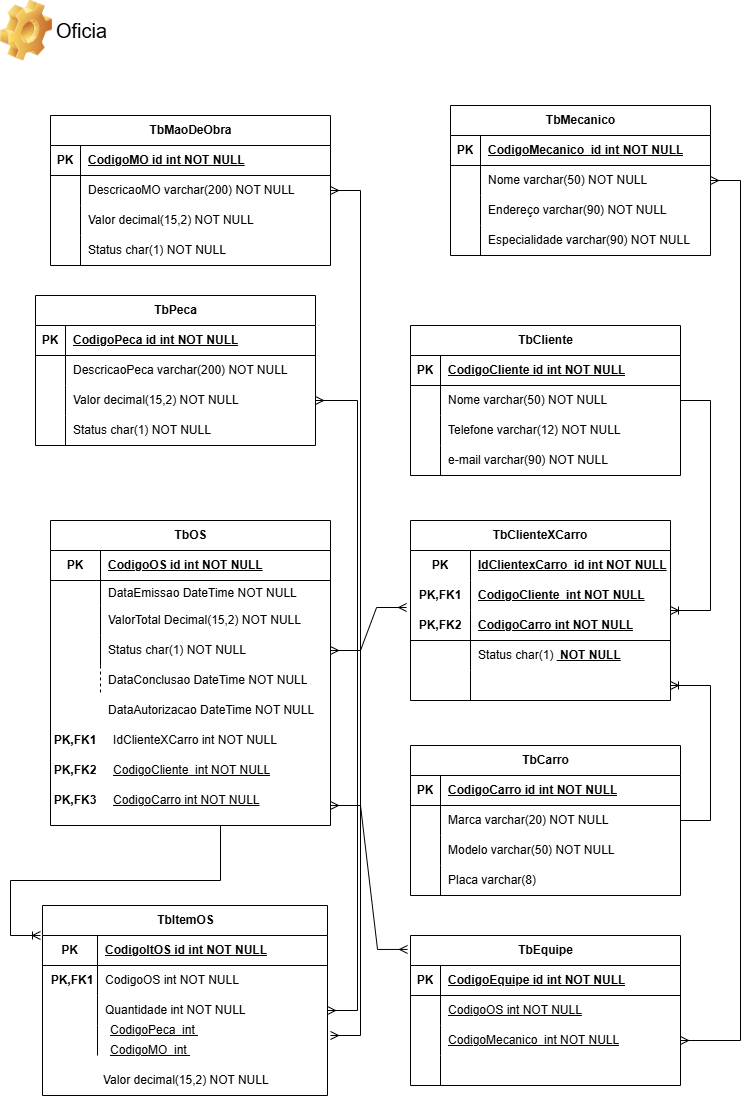 Oficia
TbMaoDeObra
PK CodigoMO id int NOT NULL
DescricaoMO varchar(200) NOT NULL
Valor decimal(15,2) NOT NULL
Status char(1) NOT NULL
TbMecanico
PK CodigoMecanico_id int NOT NULL
Nome varchar(50) NOT NULL
Endereço varchar(90) NOT NULL
Especialidade varchar(90) NOT NULL
TbPeca
PK CodigoPeca id int NOT NULL
DescricaoPeca varchar(200) NOT NULL
Valor decimal(15,2) NOT NULL
Status char(1) NOT NULL
TbCliente
PK CodigoCliente id int NOT NULL
Nome varchar(50) NOT NULL
Telefone varchar(12) NOT NULL
e-mail varchar(90) NOT NULL
TbOS
PK CodigoOS id int NOT NULL
DataEmissao DateTime NOT NULL
ValorTotal Decimal(15,2) NOT NULL
Status char(1) NOT NULL
DataConclusao DateTime NOT NULL
DataAutorizacao DateTime NOT NULL
PK,FK1 IdClienteXCarro int NOT NULL
PK,FK2 CodigoCliente int NOT NULL
PK,FK3 CodigoCarro int NOT NULL
TbClienteXCarro
PK IdClientexCarro_id int NOT NULL
PK,FK1 CodigoCliente int NOT NULL
PK,FK2 CodigoCarro int NOT NULL
Status char(1) NOT NULL
TbCarro
PK CodigoCarro id int NOT NULL
Marca varchar(20) NOT NULL
Modelo varchar(50) NOT NULL
Placa varchar(8)
TbItemOS
PK CodigoItOS id int NOT NULL
PK,FK1 CodigoOS int NOT NULL
Quantidade int NOT NULL
CodigoPeca int
CodigoMO int
Valor decimal(15,2) NOT NULL
TbEquipe
PK CodigoEquipe id int NOT NULL
CodigoOS int NOT NULL
CodigoMecanico int NOT NULL